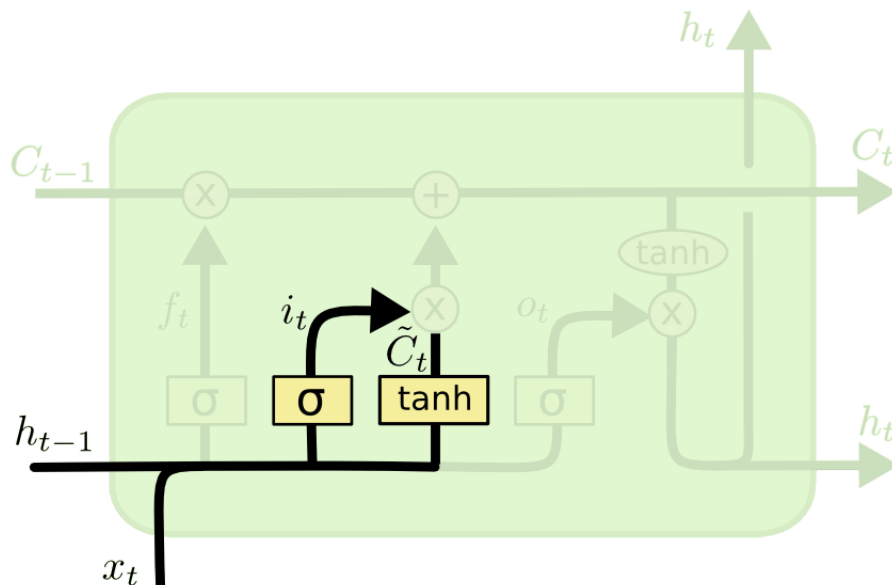 h_t
C_{t-1}
C_t
x
+
tanh
f_t
i_t
x
o_t
x
C̃_t
σ
σ
tanh
σ
h_{t-1}
h_t
x_t